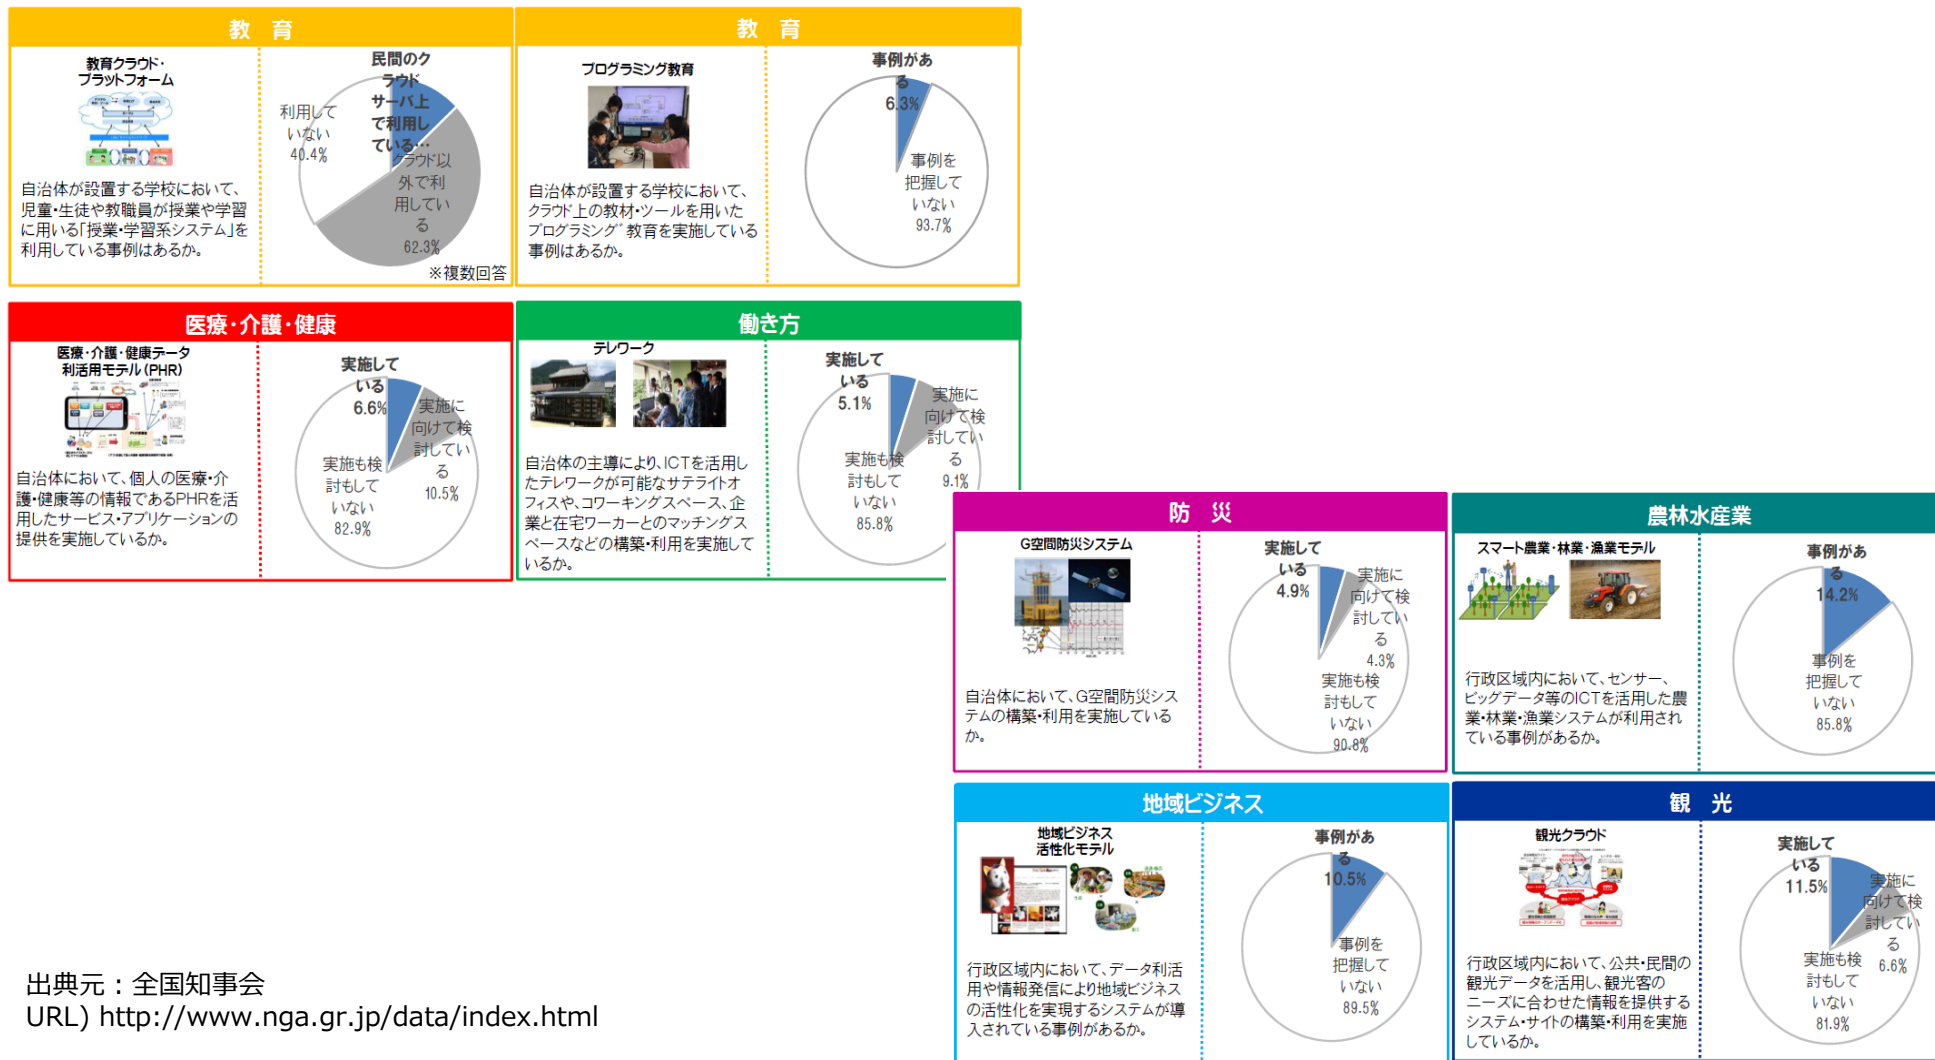 教 育
教育クラウド・
プラットフォーム
自治体が設置する学校において、
児童・生徒や教職員が授業や学習
に用いる「授業・学習系システム」を
利用している事例はあるか。
民間のク
ラウド
サーバ上
で利用し
ている…
利用して
いない
40.4%
クラウド以
外で利
用してい
る
62.3%
※複数回答
教 育
プログラミング教育
自治体が設置する学校において、
クラウド上の教材・ツールを用いた
プログラミング教育を実施している
事例はあるか。
事例があ
る
6.3%
事例を
把握して
いない
93.7%
医療・介護・健康
医療・介護・健康データ
利活用モデル(PHR)
自治体において、個人の医療・介
護・健康等の情報であるPHRを活
用したサービス・アプリケーションの
提供を実施しているか。
実施して
いる
6.6%
実施に
向けて検
討してい
る
10.5%
実施も検
討もして
いない
82.9%
働き方
テレワーク
自治体の主導により、ICTを活用し
たテレワークが可能なサテライトオ
フィスや、コワーキングスペース、企
業と在宅ワーカーとのマッチングス
ペースなどの構築・利用を実施して
いるか。
実施して
いる
5.1%
実施に
向けて検
討してい
る
9.1%
実施も検
討もして
いない
85.8%
防 災
G空間防災システム
自治体において、G空間防災シス
テムの構築・利用を実施している
か。
実施して
いる
4.9%
実施に
向けて検
討してい
る
4.3%
実施も検
討もして
いない
90.8%
農林水産業
スマート農業・林業・漁業モデル
行政区域内において、センサー、
ビッグデータ等のICTを活用した農
業・林業・漁業システムが利用され
ている事例があるか。
事例があ
る
14.2%
事例を
把握して
いない
85.8%
地域ビジネス
地域ビジネス
活性化モデル
行政区域内において、データ利活
用や情報発信により地域ビジネス
の活性化を実現するシステムが導
入されている事例があるか。
事例があ
る
10.5%
事例を
把握して
いない
89.5%
観 光
観光クラウド
行政区域内において、公共・民間の
観光データを活用し、観光客の
ニーズに合わせた情報を提供する
システム・サイトの構築・利用を実施
しているか。
実施して
いる
11.5%
実施に
向けて検
討してい
る
6.6%
実施も検
討もして
いない
81.9%
出典元：全国知事会
URL) http://www.nga.gr.jp/data/index.html